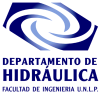 DEPARTAMENTO DE
HIDRÁULICA
FACULTAD DE INGENIERIA U.N.L.P.